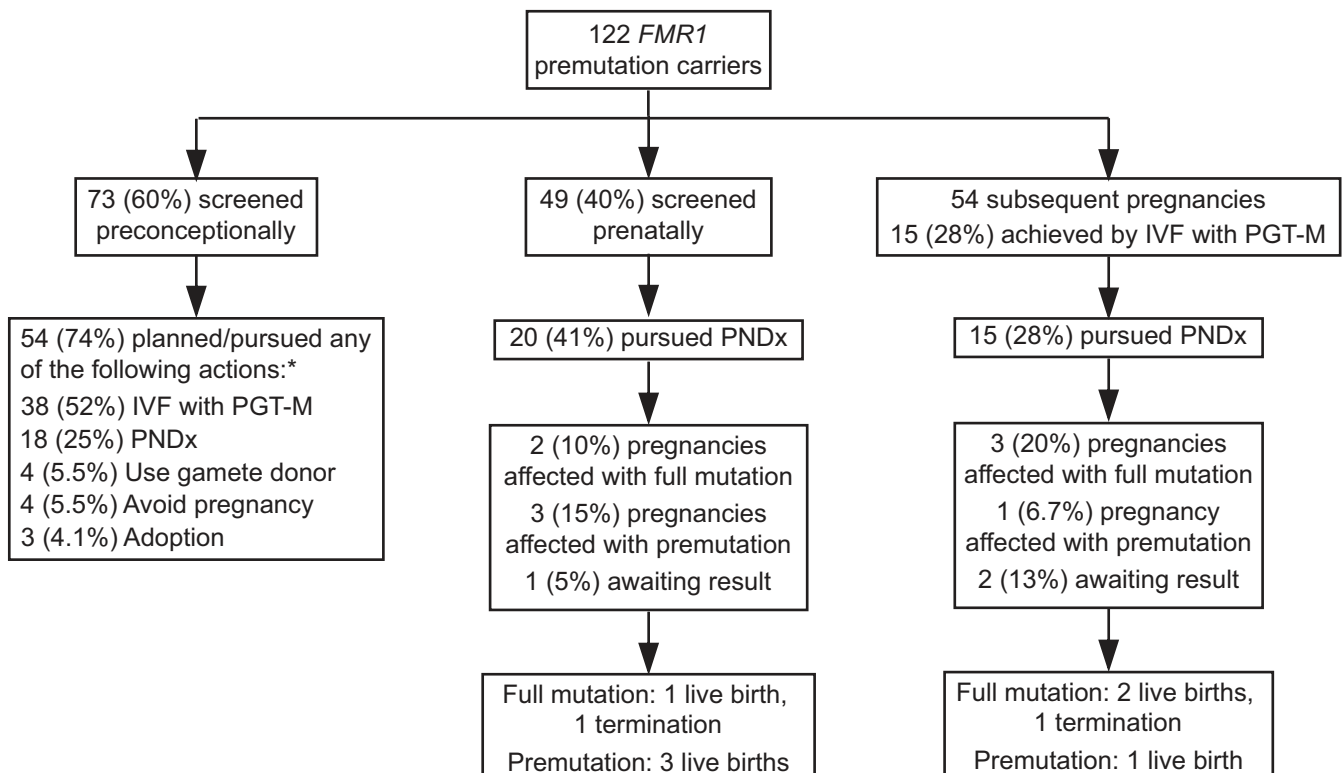 122 FMR1
premutation carriers
73 (60%) screened
preconceptionally
49 (40%) screened
prenatally
54 subsequent pregnancies
15 (28%) achieved by IVF with PGT-M
54 (74%) planned/pursued any
of the following actions:*
38 (52%) IVF with PGT-M
18 (25%) PNDx
4 (5.5%) Use gamete donor
4 (5.5%) Avoid pregnancy
3 (4.1%) Adoption
20 (41%) pursued PNDx
15 (28%) pursued PNDx
2 (10%) pregnancies
affected with full mutation
3 (15%) pregnancies
affected with premutation
1 (5%) awaiting result
3 (20%) pregnancies
affected with full mutation
1 (6.7%) pregnancy
affected with premutation
2 (13%) awaiting result
Full mutation: 1 live birth,
1 termination
Premutation: 3 live births
Full mutation: 2 live births,
1 termination
Premutation: 1 live birth